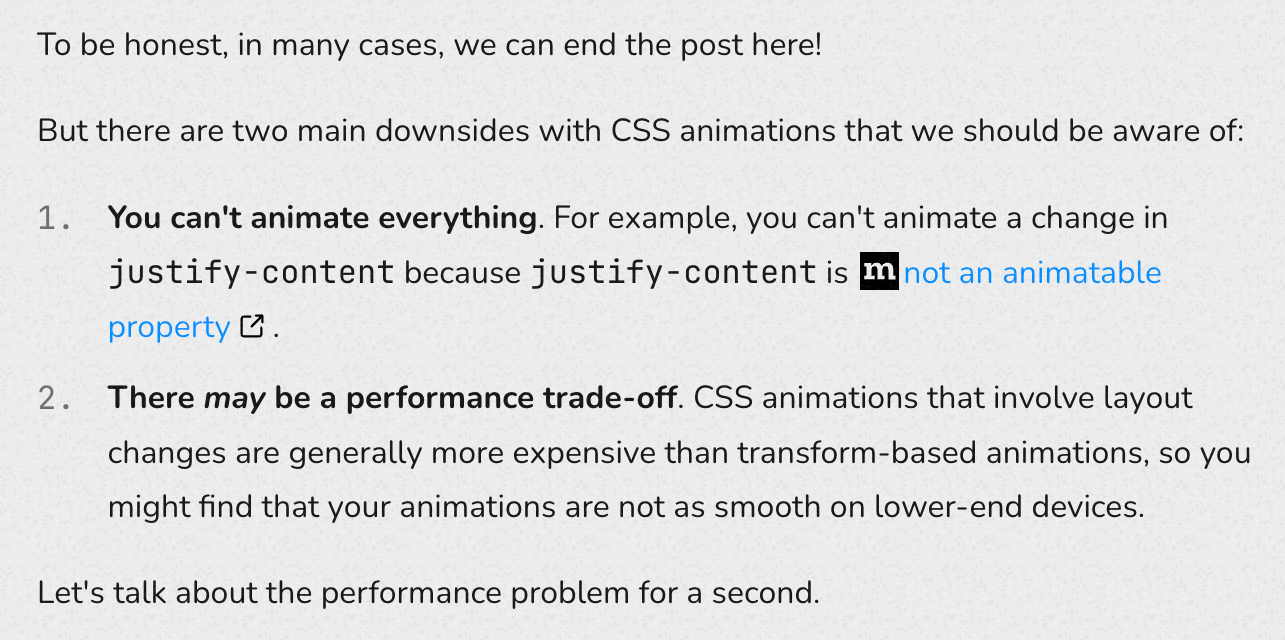 To be honest, in many cases, we can end the post here!
But there are two main downsides with CSS animations that we should be aware of:
1. You can't animate everything. For example, you can't animate a change in
justify-content because justify-content is m not an animatable
property .
2. There may be a performance trade-off. CSS animations that involve layout
changes are generally more expensive than transform-based animations, so you
might find that your animations are not as smooth on lower-end devices.
Let's talk about the performance problem for a second.